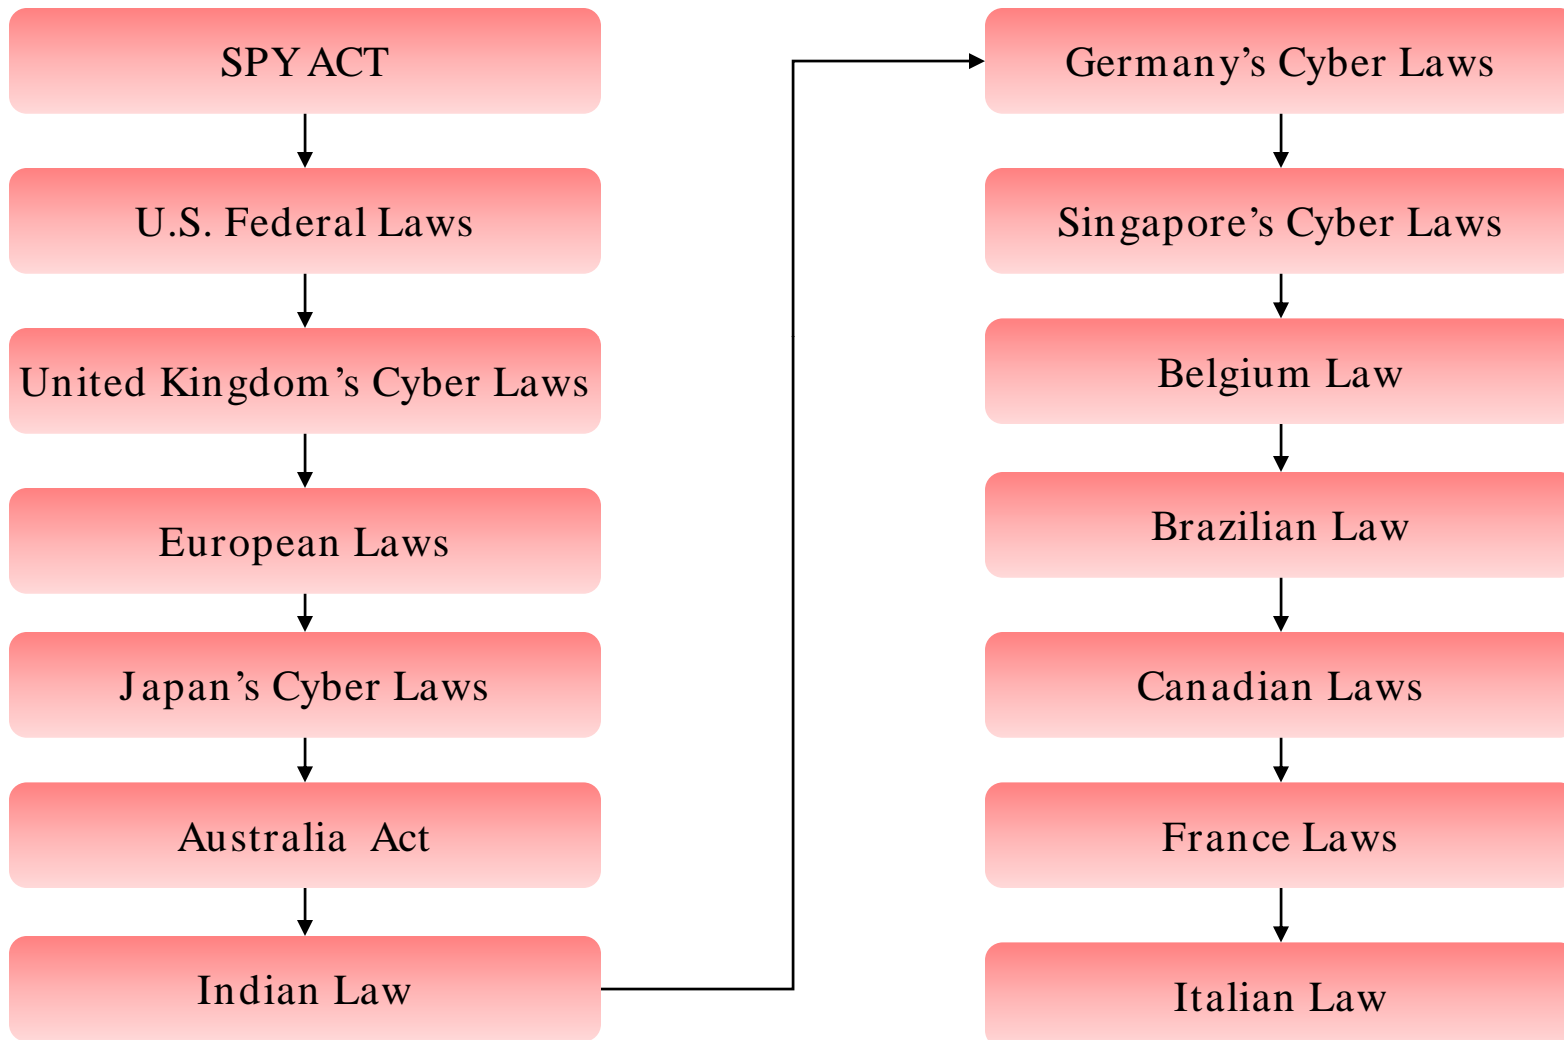 SPY ACT
U.S. Federal Laws
United Kingdom’s Cyber Laws
European Laws
Japan’s Cyber Laws
Australia Act
Indian Law
Germany’s Cyber Laws
Singapore’s Cyber Laws
Belgium Law
Brazilian Law
Canadian Laws
France Laws
Italian Law